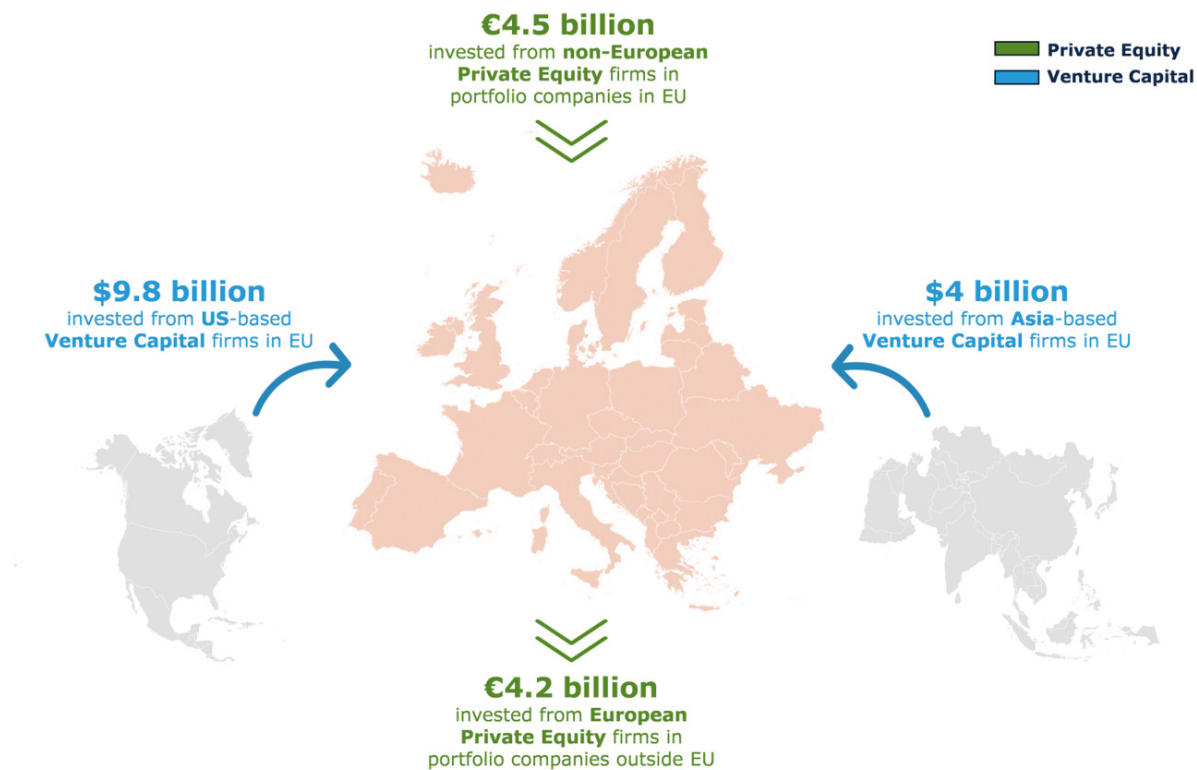 €4.5 billion
invested from non-European
Private Equity firms in
portfolio companies in EU
Private Equity
Venture Capital
$9.8 billion
invested from US-based
Venture Capital firms in EU
$4 billion
invested from Asia-based
Venture Capital firms in EU
€4.2 billion
invested from European
Private Equity firms in
portfolio companies outside EU